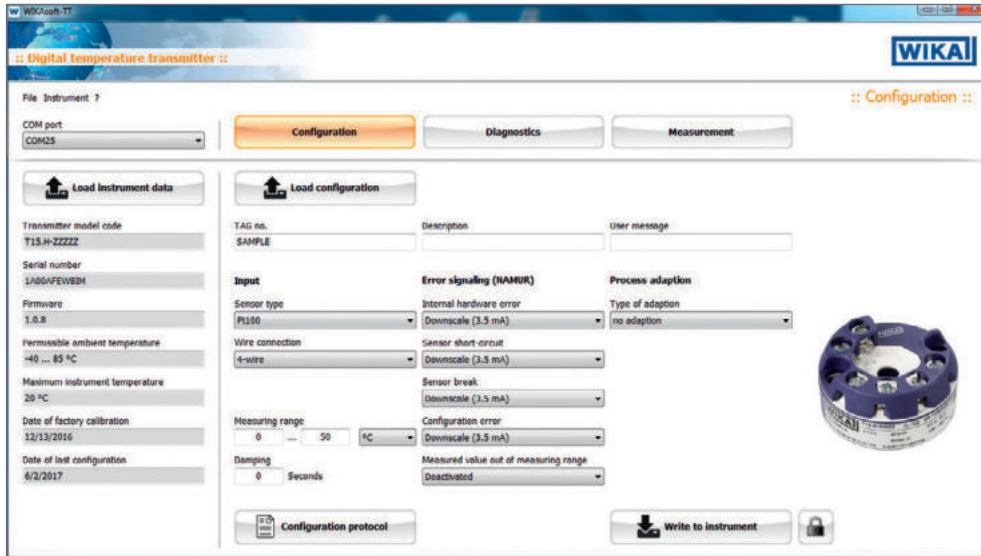 WIKAsoft-TT
:: Digital temperature transmitter ::
WIKA
File Instrument ?
:: Configuration ::
COM port
COM25
Configuration
Diagnostics
Measurement
Load instrument data
Load configuration
Transmitter model code
T15.H-ZZZZZ
TAG no.
SAMPLE
Description
User message
Serial number
1A00AFEWBIM
Input
Error signaling (NAMUR)
Process adaption
Firmware
1.0.8
Sensor type
Pt100
Internal hardware error
Downscale (3.5 mA)
Type of adaption
no adaption
Permissible ambient temperature
-40 ... 85 ºC
Wire connection
4-wire
Sensor short-circuit
Downscale (3.5 mA)
Maximum instrument temperature
20 ºC
Sensor break
Downscale (3.5 mA)
Date of factory calibration
12/13/2016
Measuring range
0 ... 50 ºC
Configuration error
Downscale (3.5 mA)
Date of last configuration
6/2/2017
Damping
0 Seconds
Measured value out of measuring range
Deactivated
Configuration protocol
Write to instrument
WIKA
WIKA